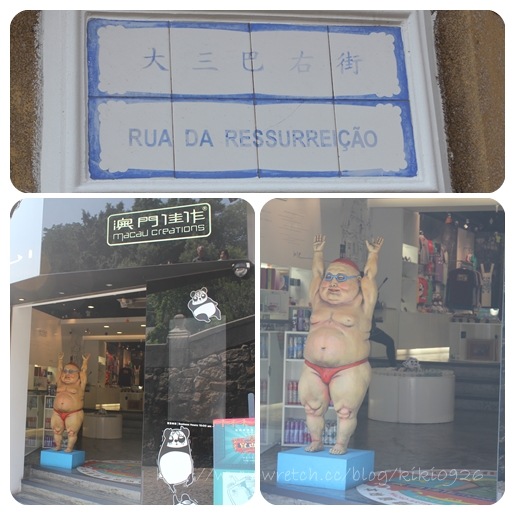 大三巴右街
RUA DA RESSURREIÇÃO
澳門佳作®
macau creations
wretch.cc/blog/kiki0926